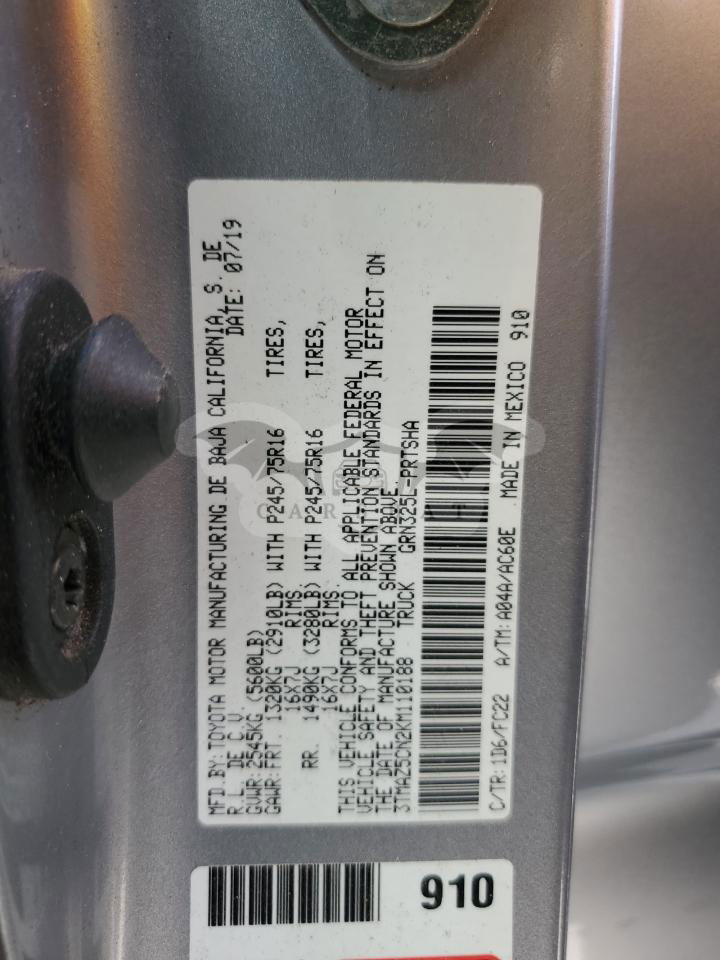 MFD.BY:TOYOTA MOTOR MANUFACTURING DE BAJA CALIFORNIA, S. DE
R.L. DE C.V. DATE: 07/19
GVWR:2545KG (5600LB)
GAWR:FRT. 1320KG (2910LB) WITH P245/75R16 TIRES,
16X7J RIMS
RR. 1490KG (3280LB) WITH P245/75R16 TIRES,
16X7J RIMS.
THIS VEHICLE CONFORMS TO ALL APPLICABLE FEDERAL MOTOR
VEHICLE SAFETY AND THEFT PREVENTION STANDARDS IN EFFECT ON
THE DATE OF MANUFACTURE SHOWN ABOVE.
3TMAZ5CN2KM110188 TRUCK GRN325L-PRTSHA
C/TR:1D6/FC22 A/TM:A04A/AC60E MADE IN MEXICO 910
910